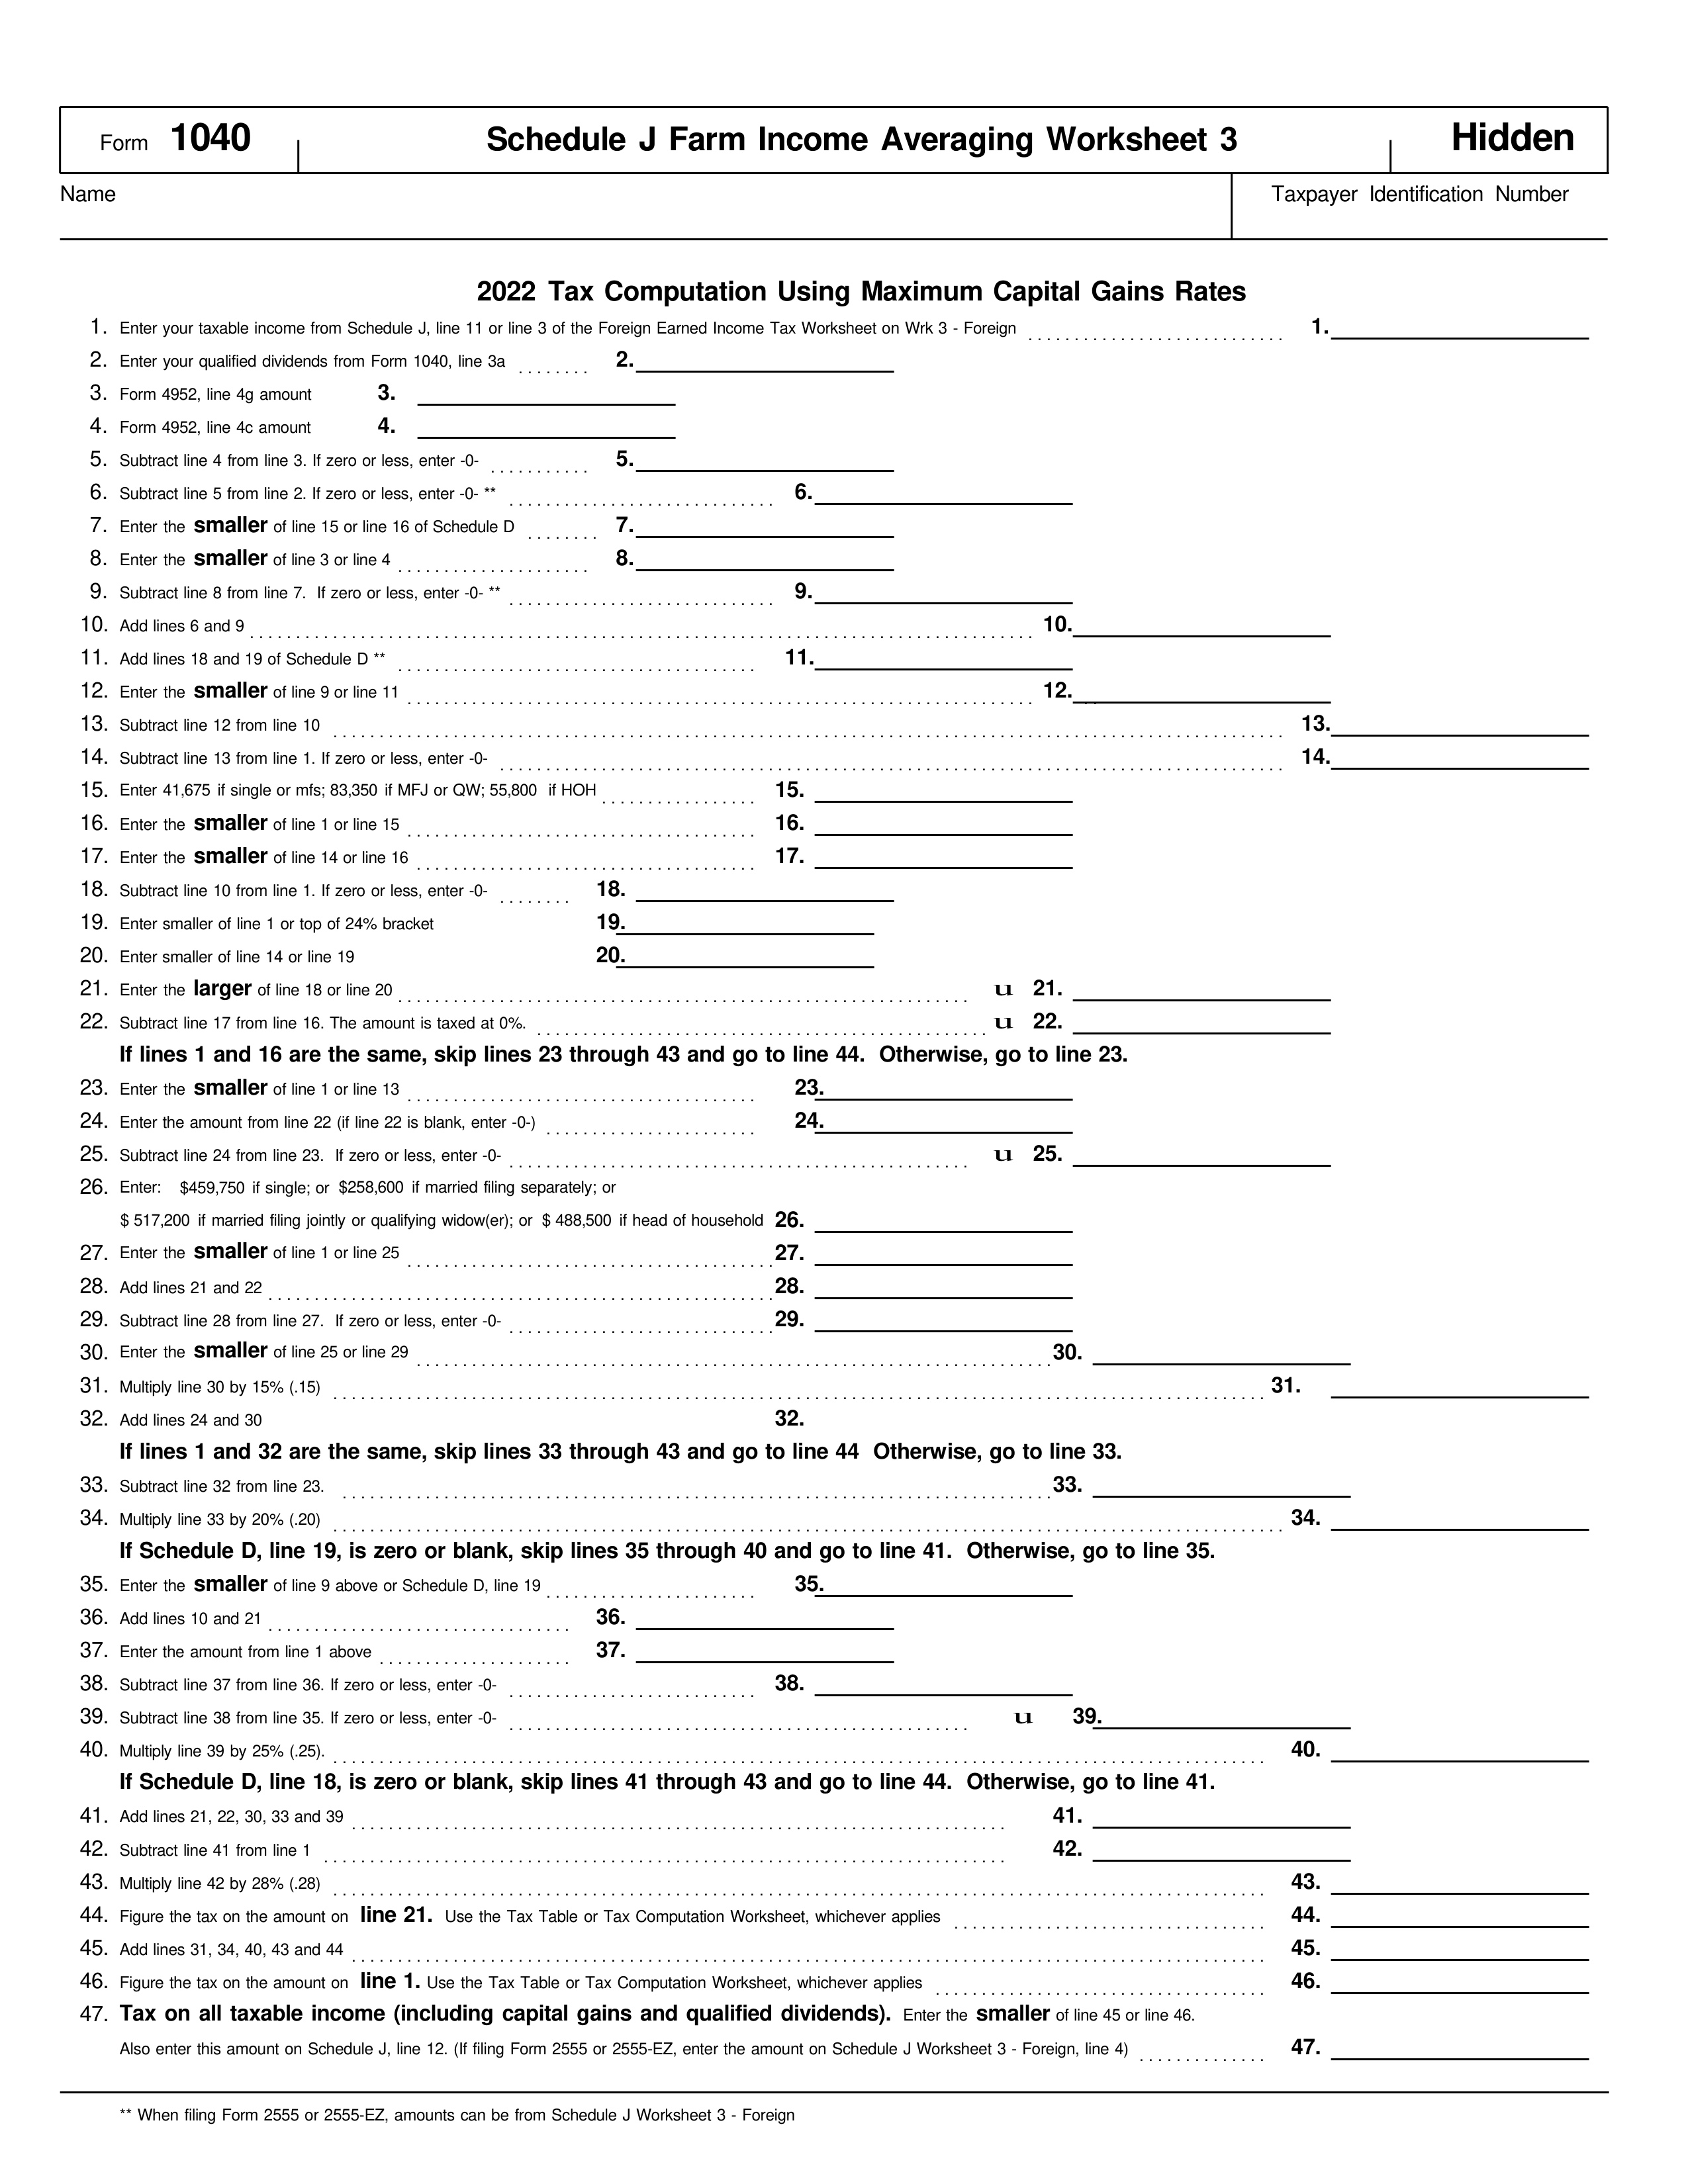 Form 1040 Schedule J Farm Income Averaging Worksheet 3 Hidden
Name Taxpayer Identification Number
2022 Tax Computation Using Maximum Capital Gains Rates
1. Enter your taxable income from Schedule J, line 11 or line 3 of the Foreign Earned Income Tax Worksheet on Wrk 3 - Foreign 1.
2. Enter your qualified dividends from Form 1040, line 3a 2.
3. Form 4952, line 4g amount 3.
4. Form 4952, line 4c amount 4.
5. Subtract line 4 from line 3. If zero or less, enter -0- 5.
6. Subtract line 5 from line 2. If zero or less, enter -0- ** 6.
7. Enter the smaller of line 15 or line 16 of Schedule D 7.
8. Enter the smaller of line 3 or line 4 8.
9. Subtract line 8 from line 7. If zero or less, enter -0- ** 9.
10. Add lines 6 and 9 10.
11. Add lines 18 and 19 of Schedule D ** 11.
12. Enter the smaller of line 9 or line 11 12.
13. Subtract line 12 from line 10 13.
14. Subtract line 13 from line 1. If zero or less, enter -0- 14.
15. Enter 41,675 if single or mfs; 83,350 if MFJ or QW; 55,800 if HOH 15.
16. Enter the smaller of line 1 or line 15 16.
17. Enter the smaller of line 14 or line 16 17.
18. Subtract line 10 from line 1. If zero or less, enter -0- 18.
19. Enter smaller of line 1 or top of 24% bracket 19.
20. Enter smaller of line 14 or line 19 20.
21. Enter the larger of line 18 or line 20 u 21.
22. Subtract line 17 from line 16. The amount is taxed at 0%. u 22.
If lines 1 and 16 are the same, skip lines 23 through 43 and go to line 44. Otherwise, go to line 23.
23. Enter the smaller of line 1 or line 13 23.
24. Enter the amount from line 22 (if line 22 is blank, enter -0-) 24.
25. Subtract line 24 from line 23. If zero or less, enter -0- u 25.
26. Enter: $459,750 if single; or $258,600 if married filing separately; or
$ 517,200 if married filing jointly or qualifying widow(er); or $ 488,500 if head of household 26.
27. Enter the smaller of line 1 or line 25 27.
28. Add lines 21 and 22 28.
29. Subtract line 28 from line 27. If zero or less, enter -0- 29.
30. Enter the smaller of line 25 or line 29 30.
31. Multiply line 30 by 15% (.15) 31.
32. Add lines 24 and 30 32.
If lines 1 and 32 are the same, skip lines 33 through 43 and go to line 44 Otherwise, go to line 33.
33. Subtract line 32 from line 23. 33.
34. Multiply line 33 by 20% (.20) 34.
If Schedule D, line 19, is zero or blank, skip lines 35 through 40 and go to line 41. Otherwise, go to line 35.
35. Enter the smaller of line 9 above or Schedule D, line 19 35.
36. Add lines 10 and 21 36.
37. Enter the amount from line 1 above 37.
38. Subtract line 37 from line 36. If zero or less, enter -0- 38.
39. Subtract line 38 from line 35. If zero or less, enter -0- u 39.
40. Multiply line 39 by 25% (.25). 40.
If Schedule D, line 18, is zero or blank, skip lines 41 through 43 and go to line 44. Otherwise, go to line 41.
41. Add lines 21, 22, 30, 33 and 39 41.
42. Subtract line 41 from line 1 42.
43. Multiply line 42 by 28% (.28) 43.
44. Figure the tax on the amount on line 21. Use the Tax Table or Tax Computation Worksheet, whichever applies 44.
45. Add lines 31, 34, 40, 43 and 44 45.
46. Figure the tax on the amount on line 1. Use the Tax Table or Tax Computation Worksheet, whichever applies 46.
47. Tax on all taxable income (including capital gains and qualified dividends). Enter the smaller of line 45 or line 46.
Also enter this amount on Schedule J, line 12. (If filing Form 2555 or 2555-EZ, enter the amount on Schedule J Worksheet 3 - Foreign, line 4) 47.
** When filing Form 2555 or 2555-EZ, amounts can be from Schedule J Worksheet 3 - Foreign